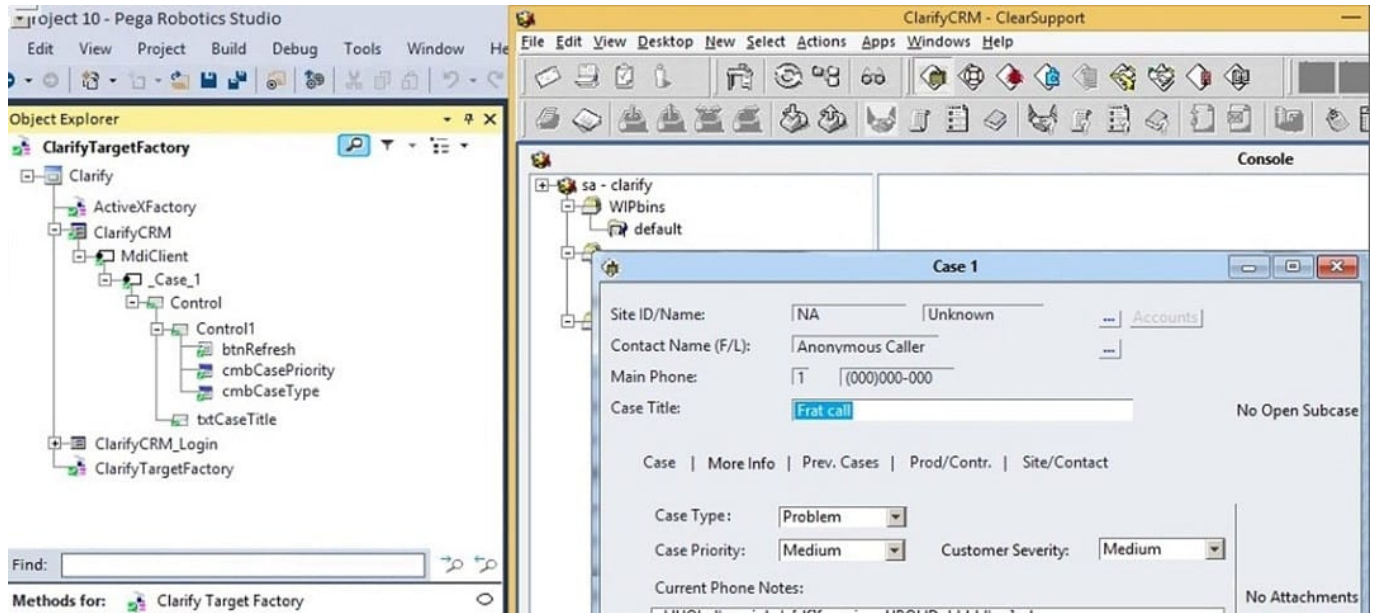 roject 10 - Pega Robotics Studio
Edit View Project Build Debug Tools Window He
Object Explorer
ClarifyTargetFactory
Clarify
ActiveXFactory
ClarifyCRM
MdiClient
_Case_1
Control
Control1
btnRefresh
cmbCasePriority
cmbCaseType
txtCaseTitle
ClarifyCRM_Login
ClarifyTargetFactory
Find:
Methods for: Clarify Target Factory
ClarifyCRM - ClearSupport
File Edit View Desktop New Select Actions Apps Windows Help
Console
sa - clarify
WIPbins
default
Case 1
Site ID/Name: NA Unknown ... Accounts
Contact Name (F/L): Anonymous Caller ...
Main Phone: 1 (000)000-000
Case Title: Frat call No Open Subcase
Case | More Info | Prev. Cases | Prod/Contr. | Site/Contact
Case Type: Problem
Case Priority: Medium Customer Severity: Medium
Current Phone Notes:
No Attachments